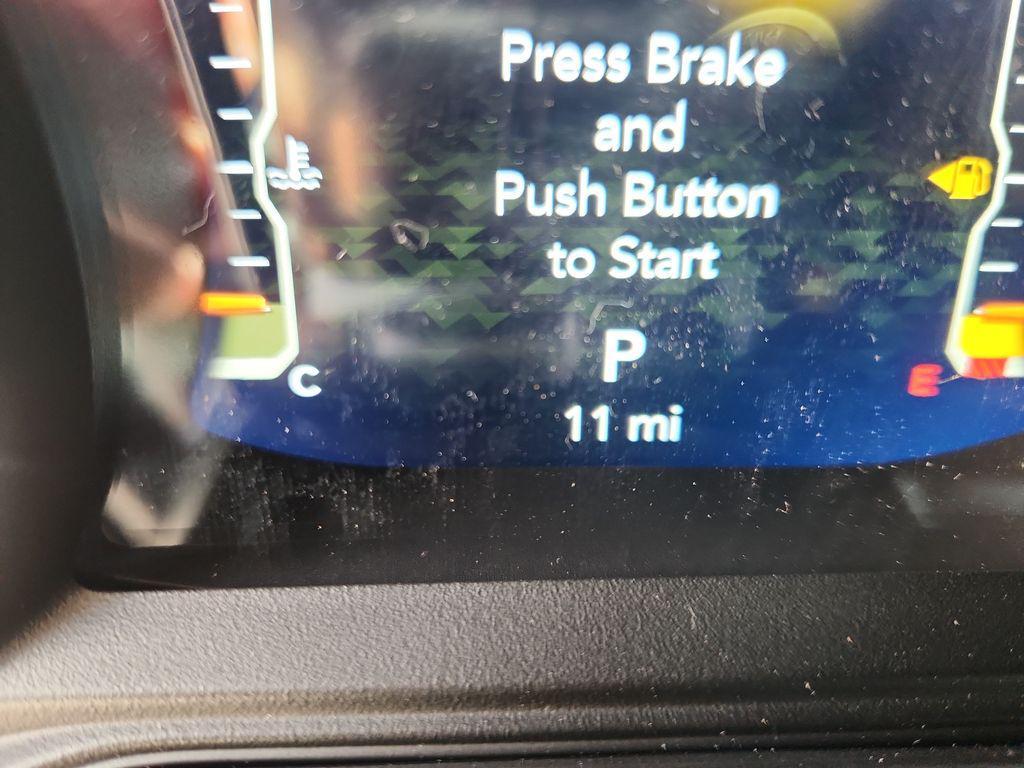 Press Brake
and
Push Button
to Start
P
C
E
11 mi